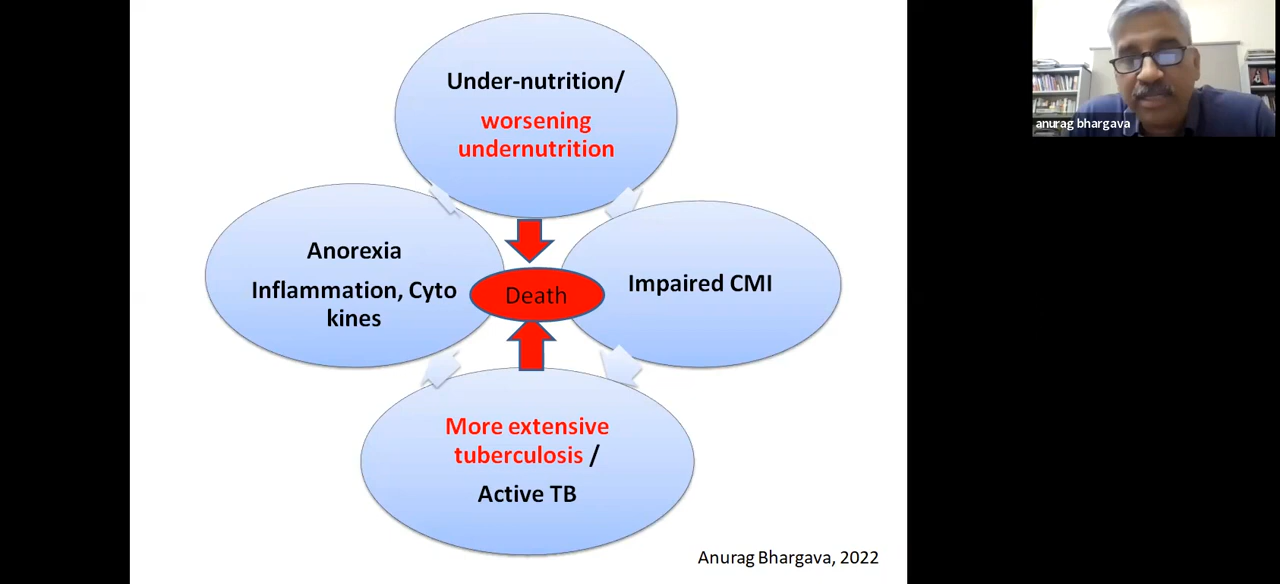 Under-nutrition/
worsening
undernutrition
anurag bhargava
Anorexia
Inflammation, Cyto
kines
Death
Impaired CMI
More extensive
tuberculosis /
Active TB
Anurag Bhargava, 2022